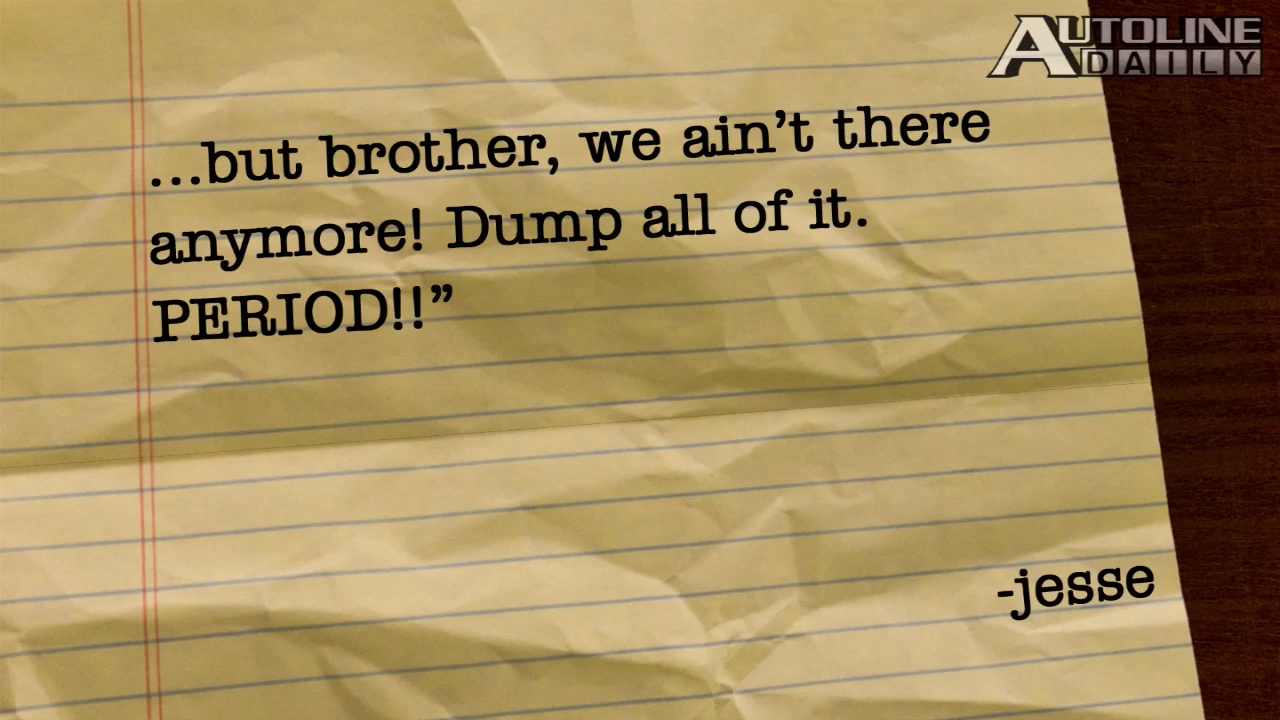 AUTOLINE
DAILY
...but brother, we ain’t there
anymore! Dump all of it.
PERIOD!!”
-jesse